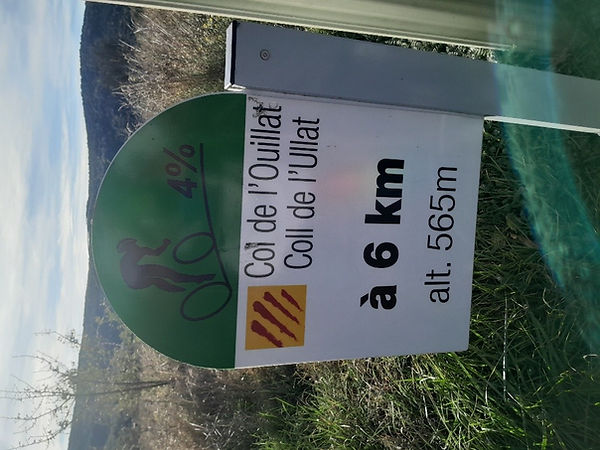 4%
Col de l'Ouillat
Coll de l'Ullat
à 6 km
alt. 565m